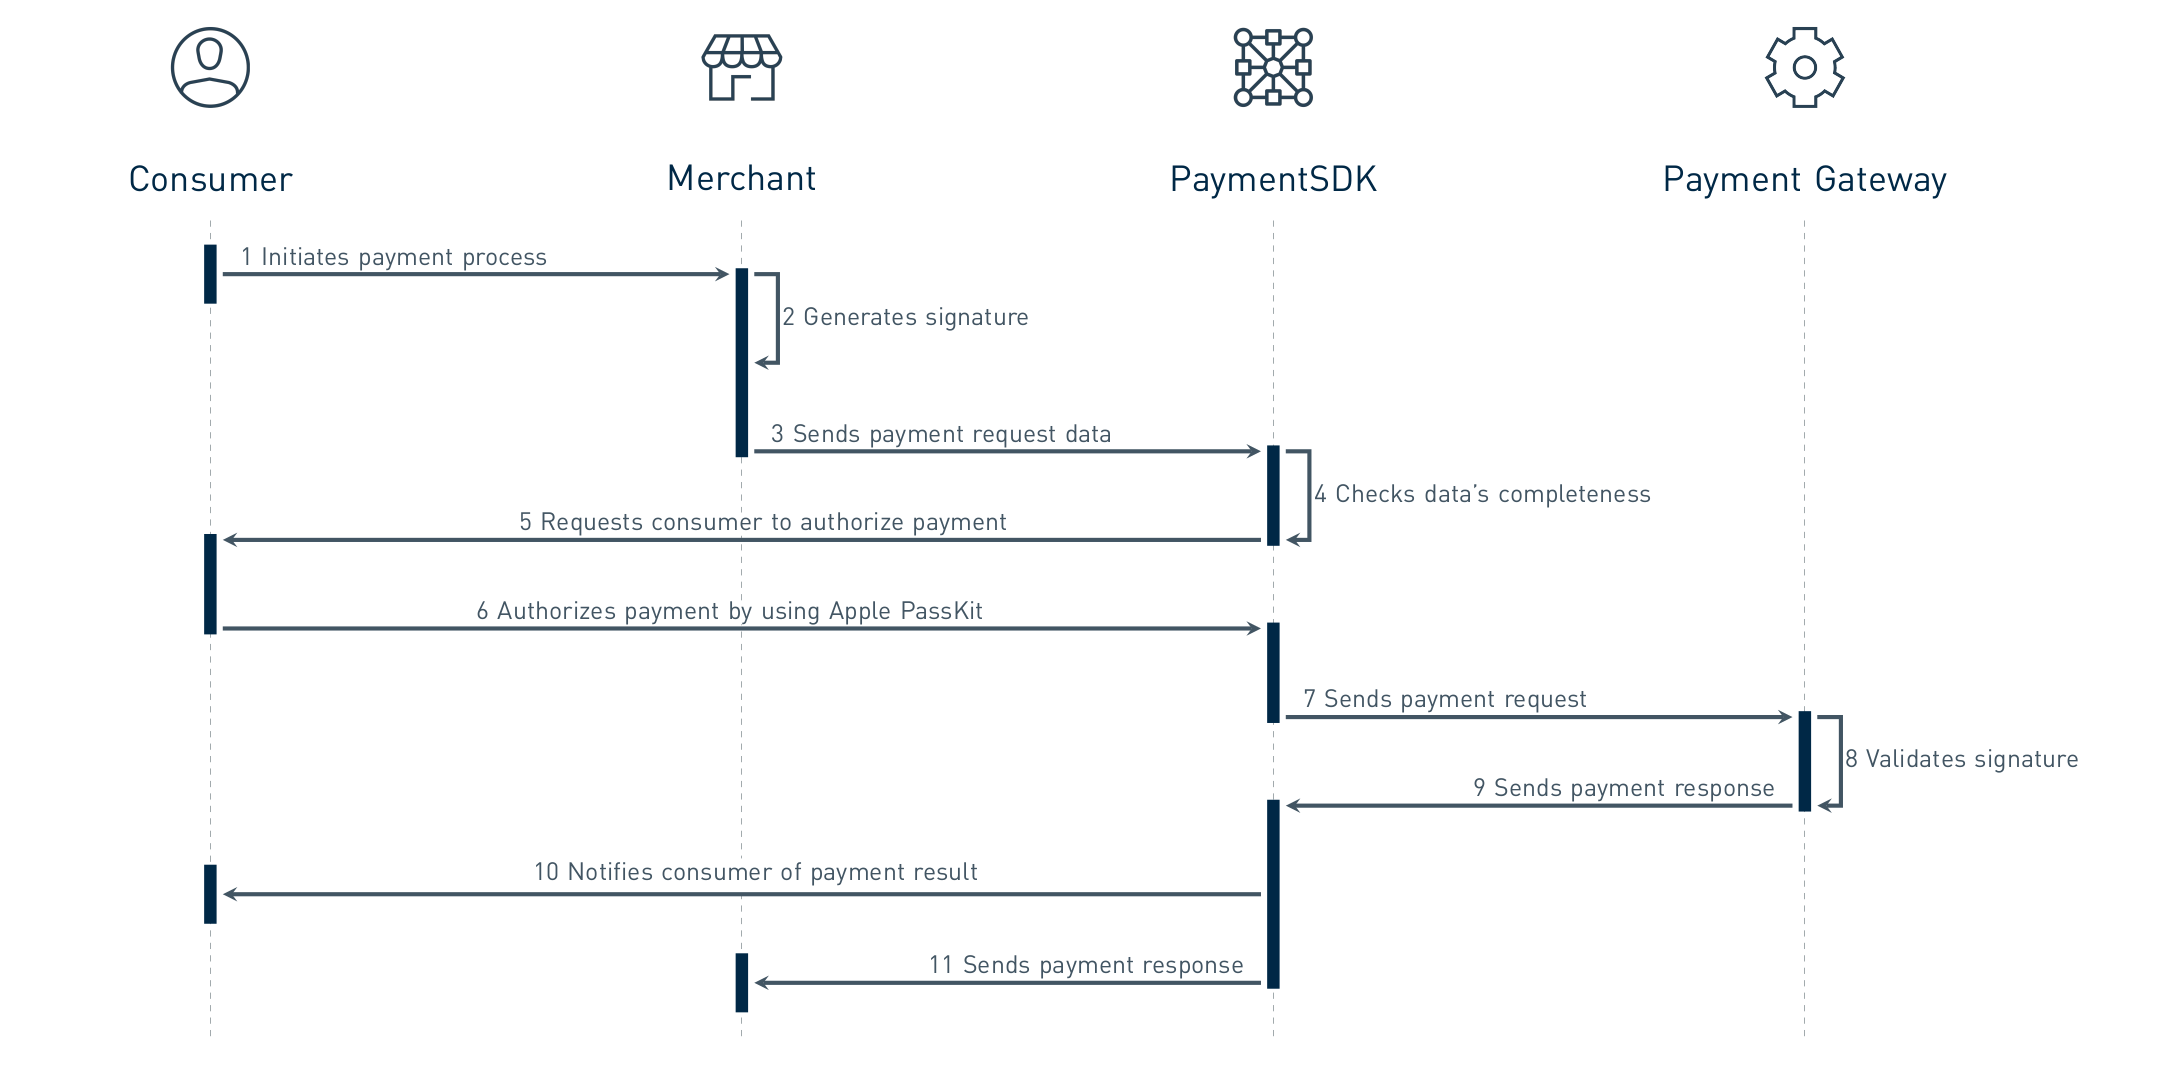 Consumer
Merchant
PaymentSDK
Payment Gateway
1 Initiates payment process
2 Generates signature
3 Sends payment request data
4 Checks data’s completeness
5 Requests consumer to authorize payment
6 Authorizes payment by using Apple PassKit
7 Sends payment request
8 Validates signature
9 Sends payment response
10 Notifies consumer of payment result
11 Sends payment response